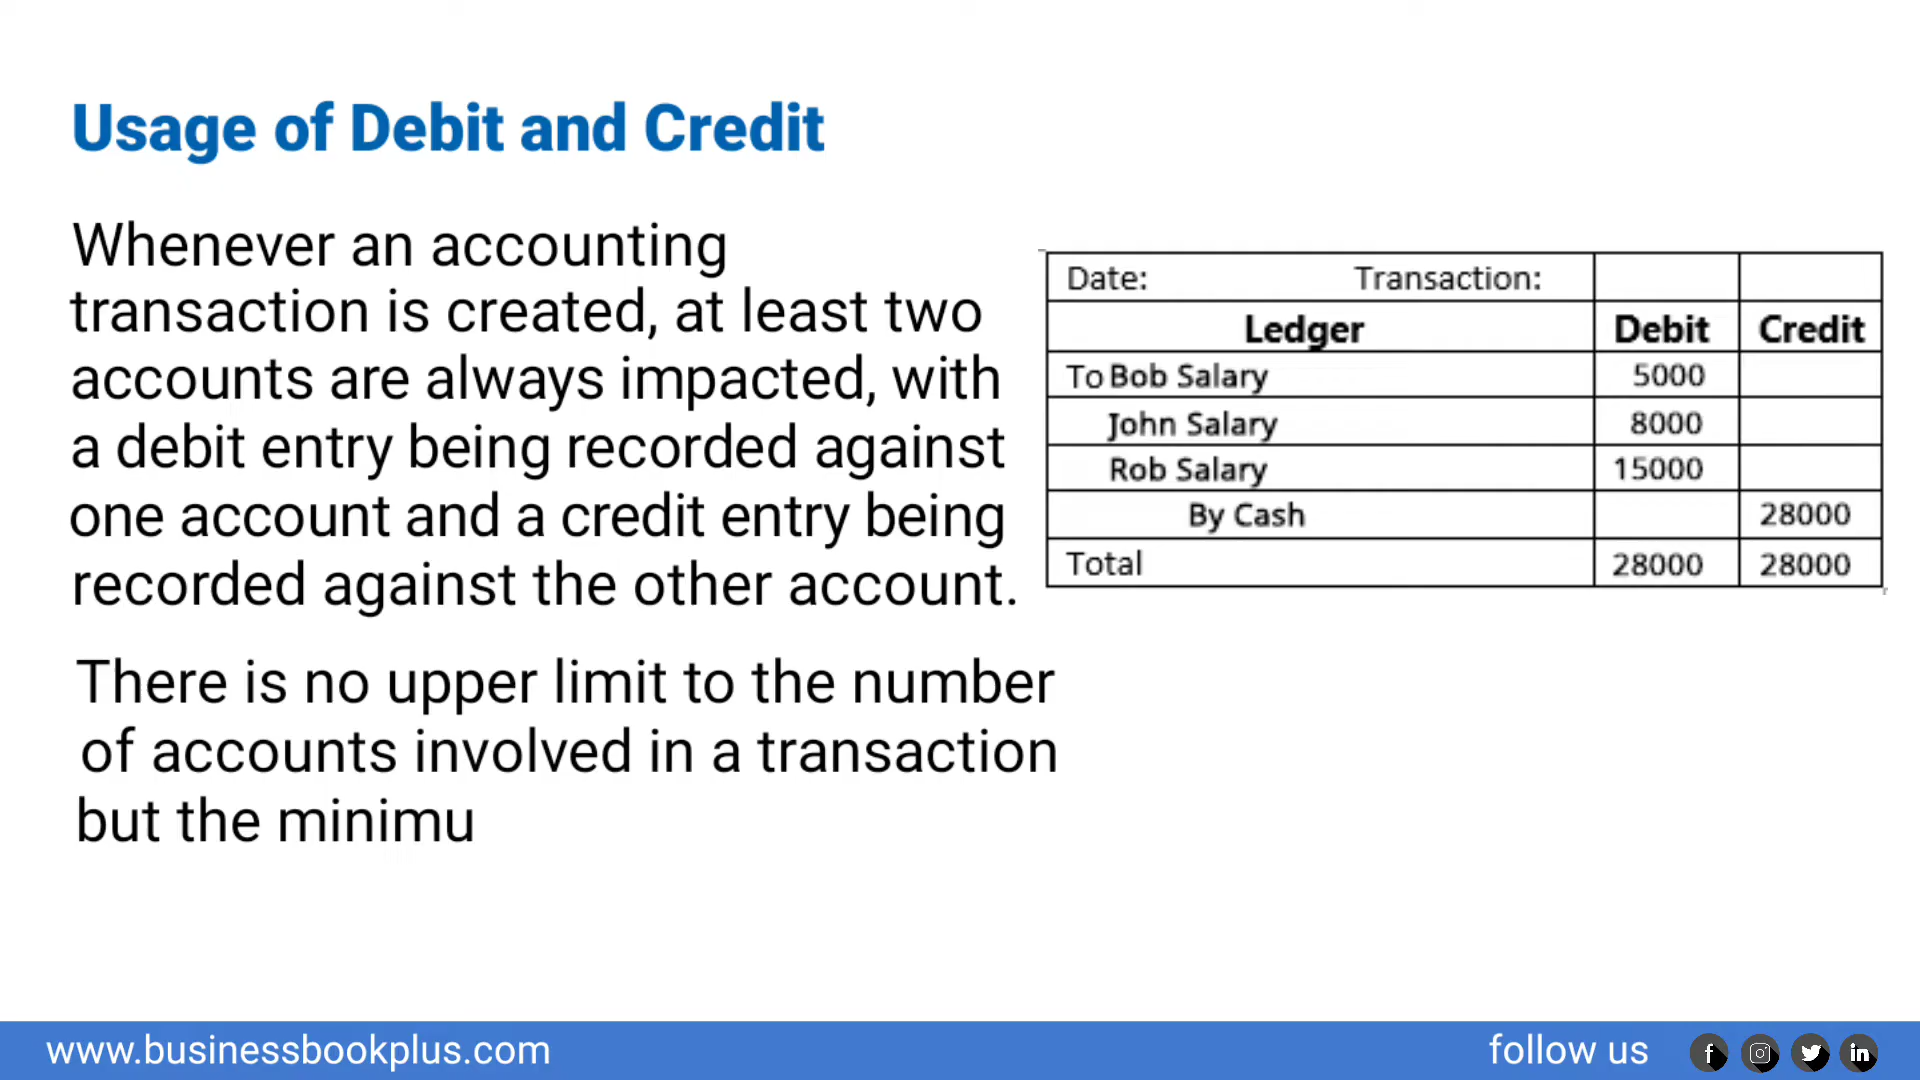 Usage of Debit and Credit
Whenever an accounting
transaction is created, at least two
accounts are always impacted, with
a debit entry being recorded against
one account and a credit entry being
recorded against the other account.
There is no upper limit to the number
of accounts involved in a transaction
but the minimu
Date: Transaction:
Ledger Debit Credit
To Bob Salary 5000
John Salary 8000
Rob Salary 15000
By Cash 28000
Total 28000 28000
www.businessbookplus.com
follow us